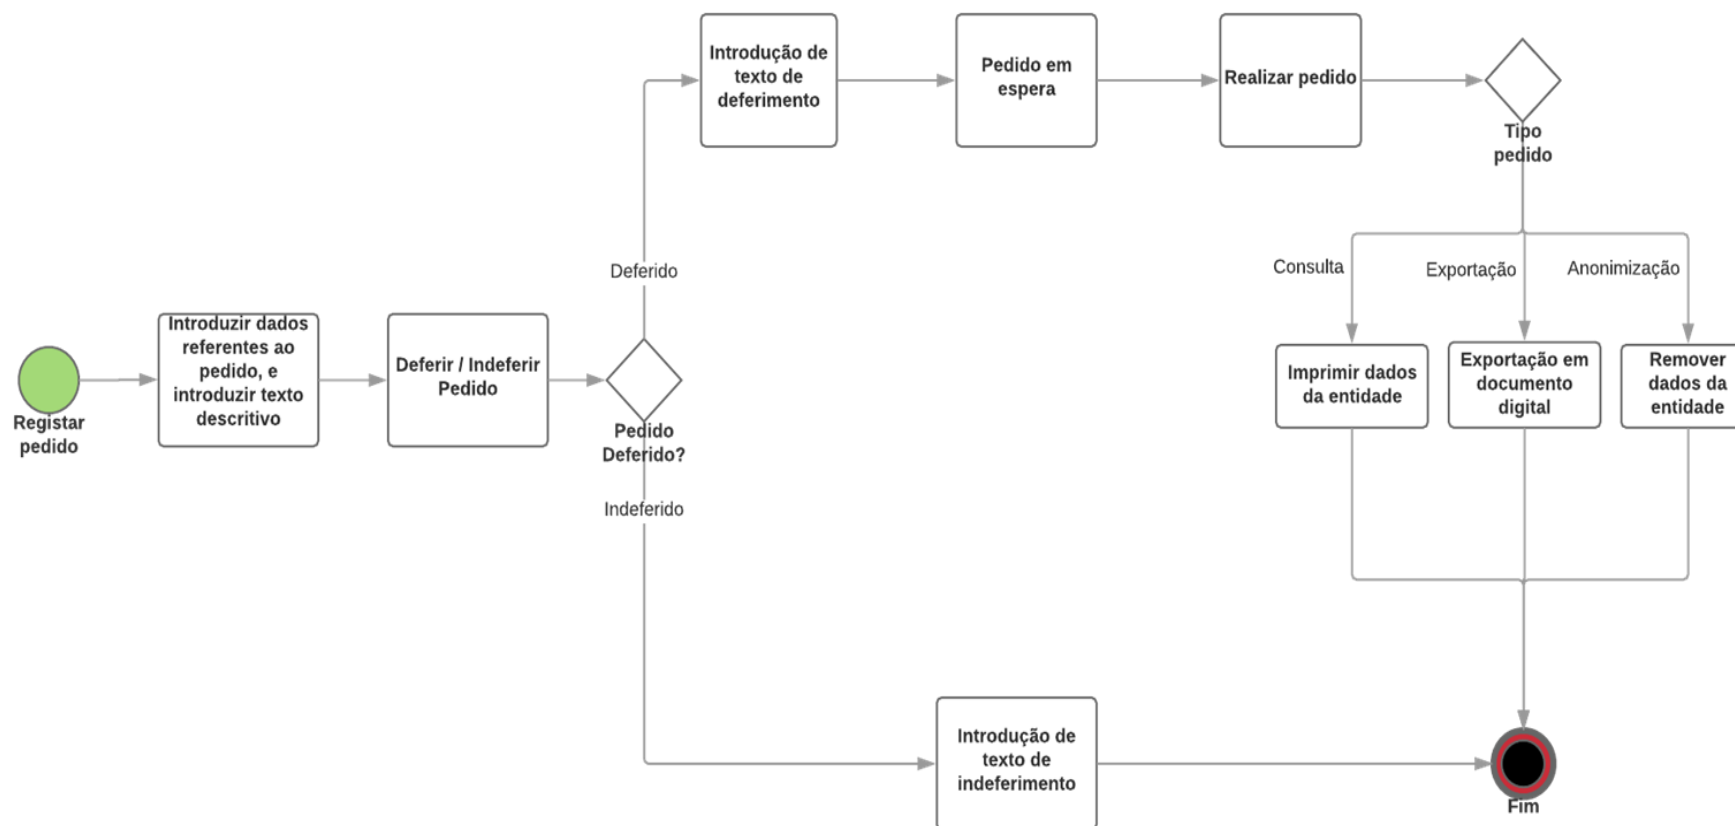 Introdução de
texto de
deferimento
Pedido em
espera
Realizar pedido
Tipo
pedido
Deferido
Consulta
Exportação
Anonimização
Registar
pedido
Introduzir dados
referentes ao
pedido, e
introduzir texto
descritivo
Deferir / Indeferir
Pedido
Pedido
Deferido?
Indeferido
Imprimir dados
da entidade
Exportação em
documento
digital
Remover
dados da
entidade
Introdução de
texto de
indeferimento
Fim